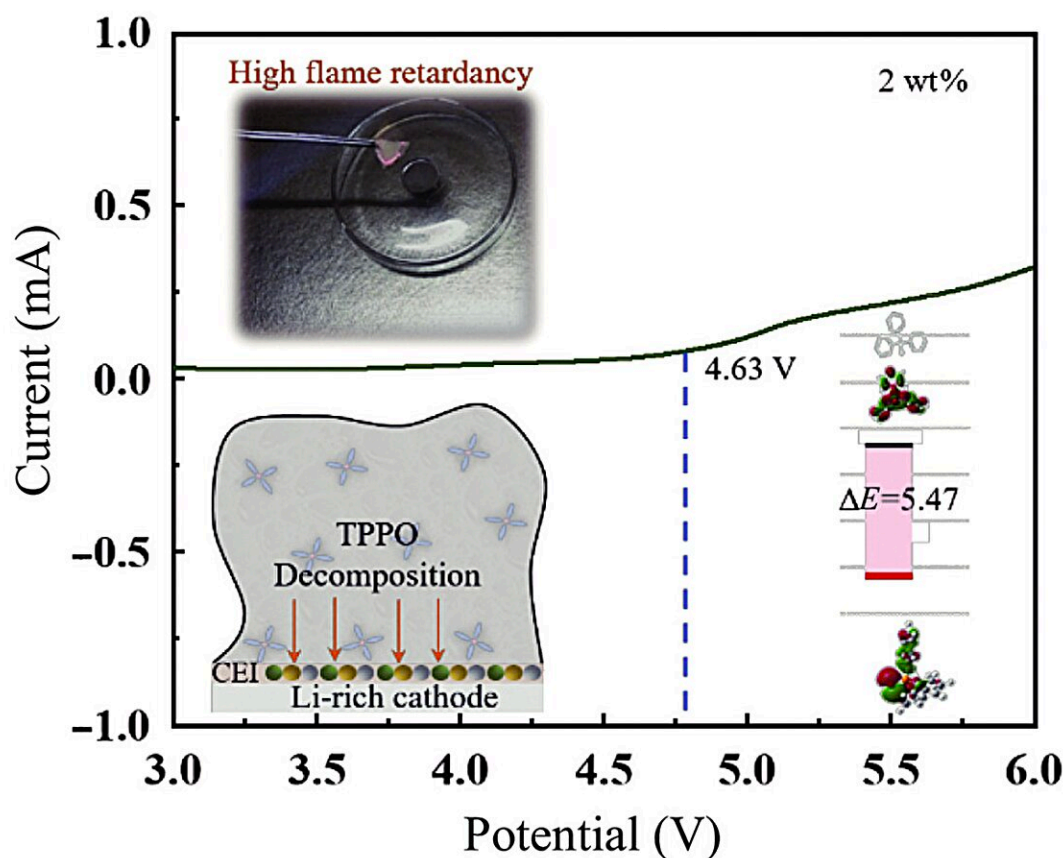 1.0
0.5
0.0
−0.5
−1.0
Current (mA)
High flame retardancy
2 wt%
4.63 V
ΔE=5.47
TPPO
Decomposition
CEI
Li-rich cathode
3.0 3.5 4.0 4.5 5.0 5.5 6.0
Potential (V)